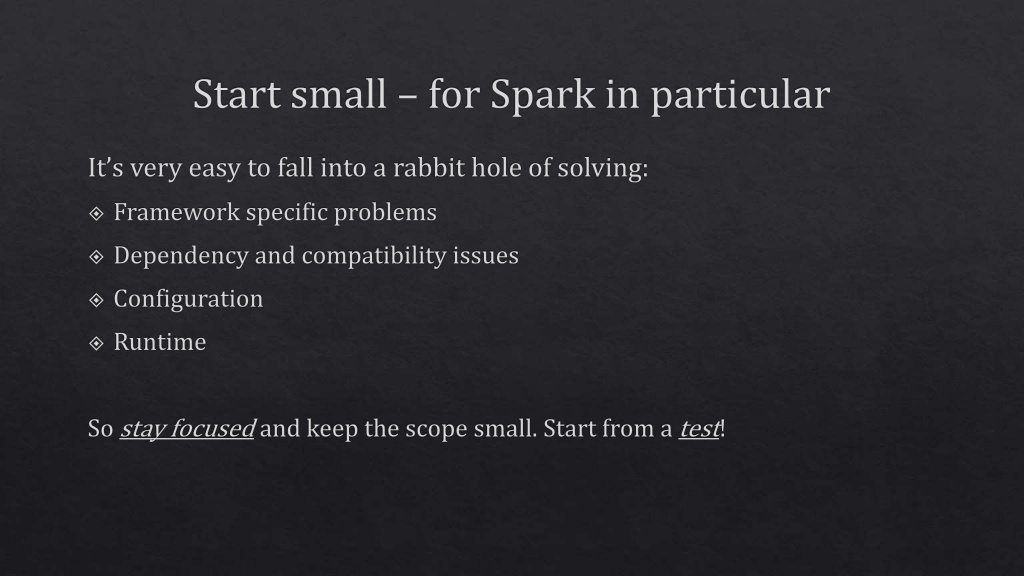 Start small – for Spark in particular
It’s very easy to fall into a rabbit hole of solving:
Framework specific problems
Dependency and compatibility issues
Configuration
Runtime
So stay focused and keep the scope small. Start from a test!